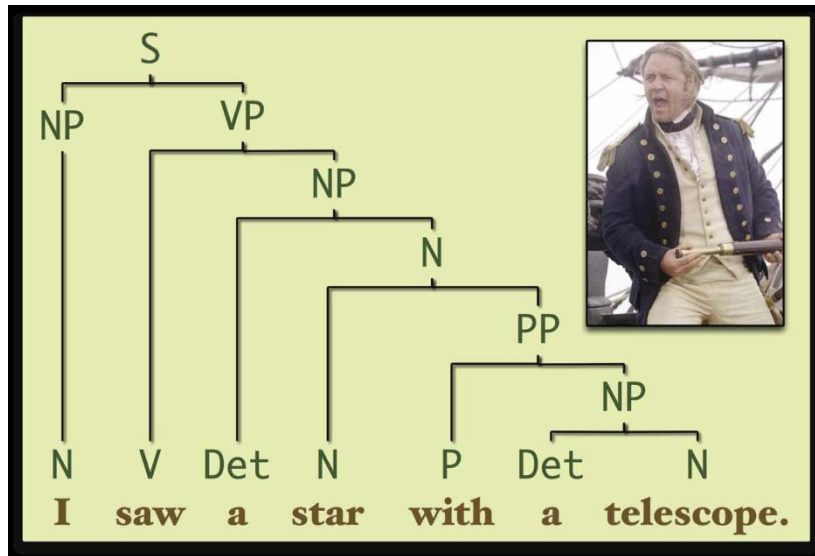 S
NP VP
NP
N
PP
NP
N V Det N P Det N
I saw a star with a telescope.